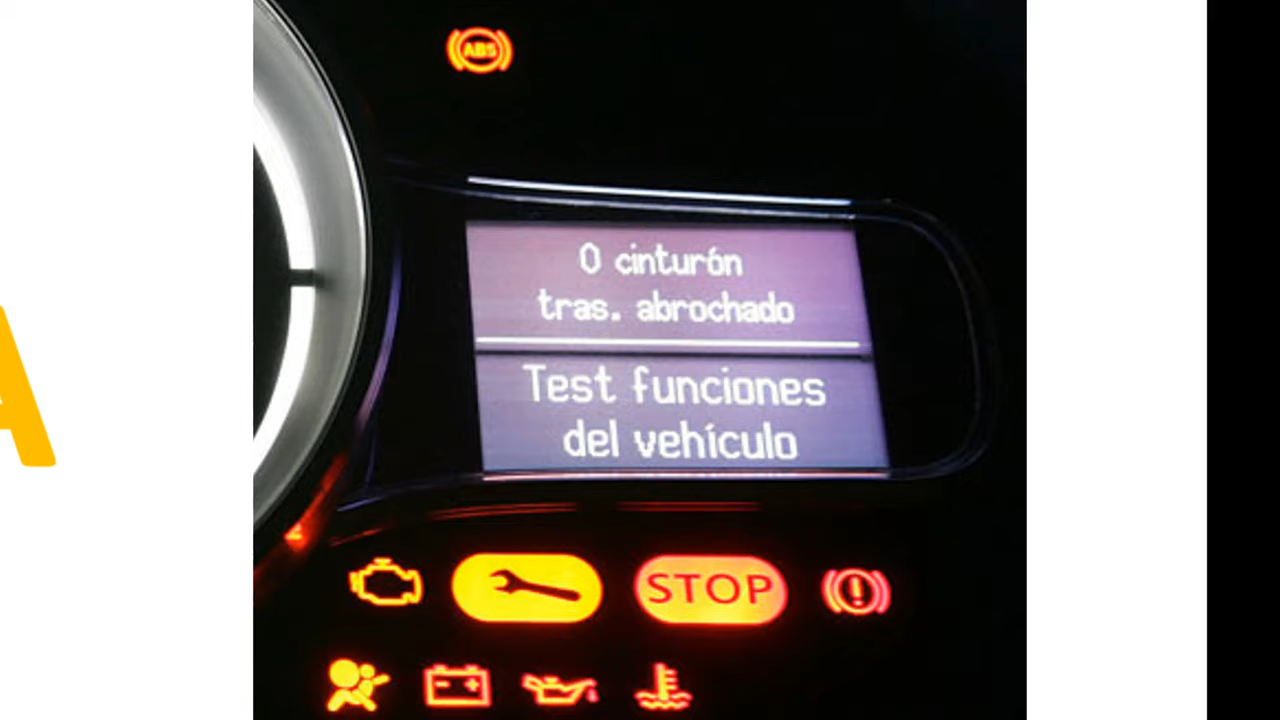 ABS
0 cinturón
tras. abrochado
Test funciones
del vehículo
STOP
A